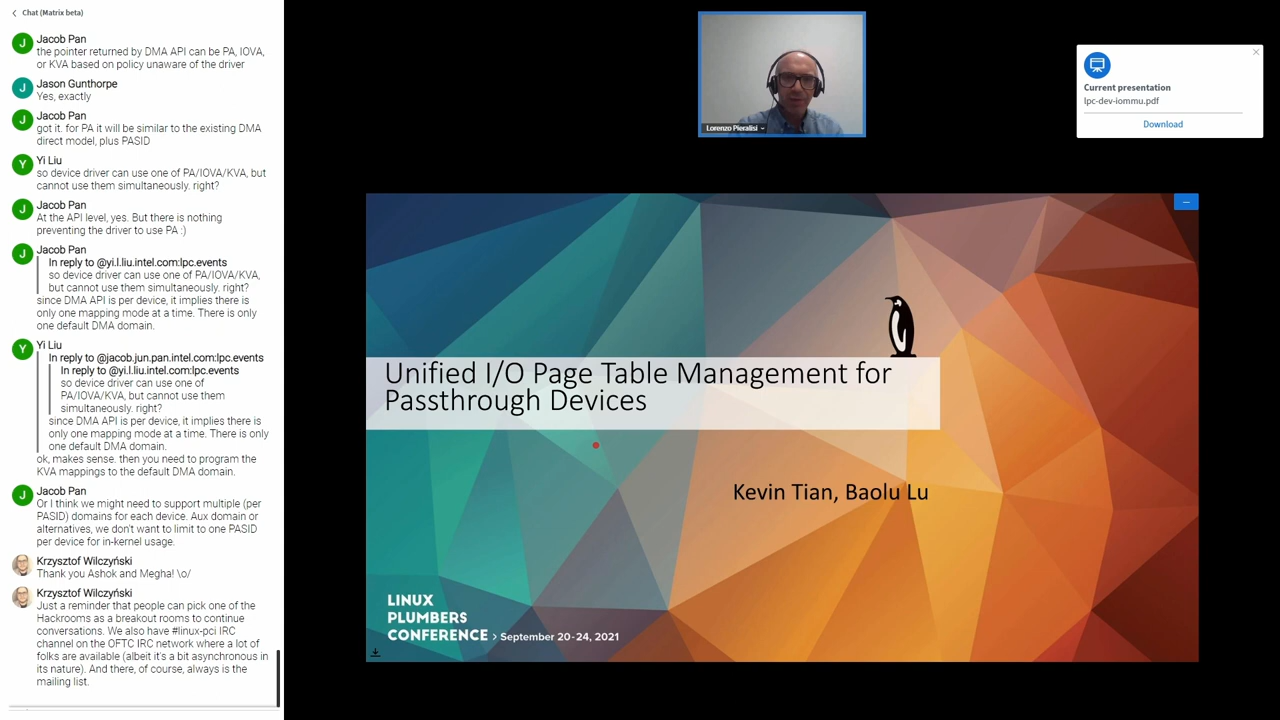 Chat (Matrix beta)
Jacob Pan
the pointer returned by DMA API can be PA, IOVA,
or KVA based on policy unaware of the driver
Jason Gunthorpe
Yes, exactly
Jacob Pan
got it. for PA it will be similar to the existing DMA
direct model, plus PASID
Yi Liu
so device driver can use one of PA/IOVA/KVA, but
cannot use them simultaneously. right?
Jacob Pan
At the API level, yes. But there is nothing
preventing the driver to use PA :)
Jacob Pan
In reply to @yi.l.liu.intel.com:lpc.events
so device driver can use one of PA/IOVA/KVA,
but cannot use them simultaneously. right?
since DMA API is per device, it implies there is
only one mapping mode at a time. There is only
one default DMA domain.
Yi Liu
In reply to @jacob.jun.pan.intel.com:lpc.events
In reply to @yi.l.liu.intel.com:lpc.events
so device driver can use one of
PA/IOVA/KVA, but cannot use them
simultaneously. right?
since DMA API is per device, it implies there is
only one mapping mode at a time. There is only
one default DMA domain.
ok, makes sense. then you need to program the
KVA mappings to the default DMA domain.
Jacob Pan
Or I think we might need to support multiple (per
PASID) domains for each device. Aux domain or
alternatives, we don't want to limit to one PASID
per device for in-kernel usage.
Krzysztof Wilczyński
Thank you Ashok and Megha! \o/
Krzysztof Wilczyński
Just a reminder that people can pick one of the
Hackrooms as a breakout rooms to continue
conversations. We also have #linux-pci IRC
channel on the OFTC IRC network where a lot of
folks are available (albeit it's a bit asynchronous in
its nature). And there, of course, always is the
mailing list.
Lorenzo Pieralisi
Current presentation
lpc-dev-iommu.pdf
Download
Unified I/O Page Table Management for
Passthrough Devices
Kevin Tian, Baolu Lu
LINUX
PLUMBERS
CONFERENCE > September 20-24, 2021